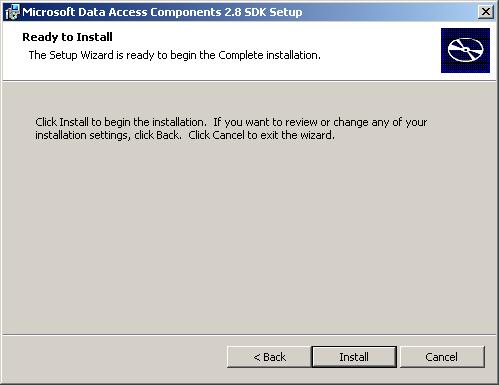 Microsoft Data Access Components 2.8 SDK Setup
Ready to Install
The Setup Wizard is ready to begin the Complete installation.
Click Install to begin the installation.  If you want to review or change any of your
installation settings, click Back.  Click Cancel to exit the wizard.
< Back
Install
Cancel